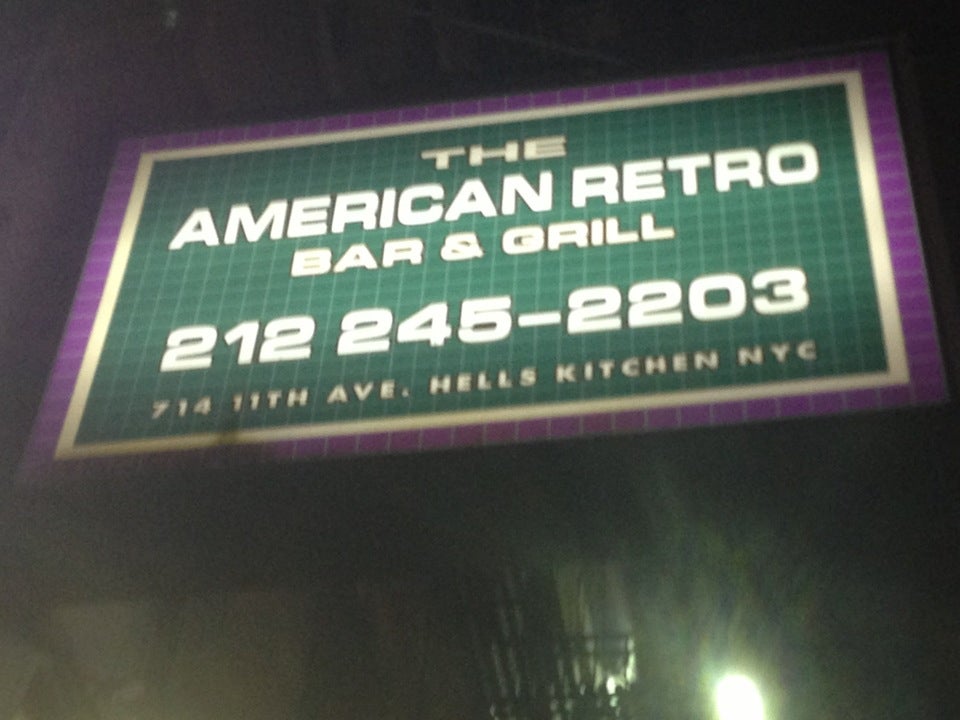 THE
AMERICAN RETRO
BAR & GRILL
212 245-2203
714 11TH AVE. HELLS KITCHEN NYC